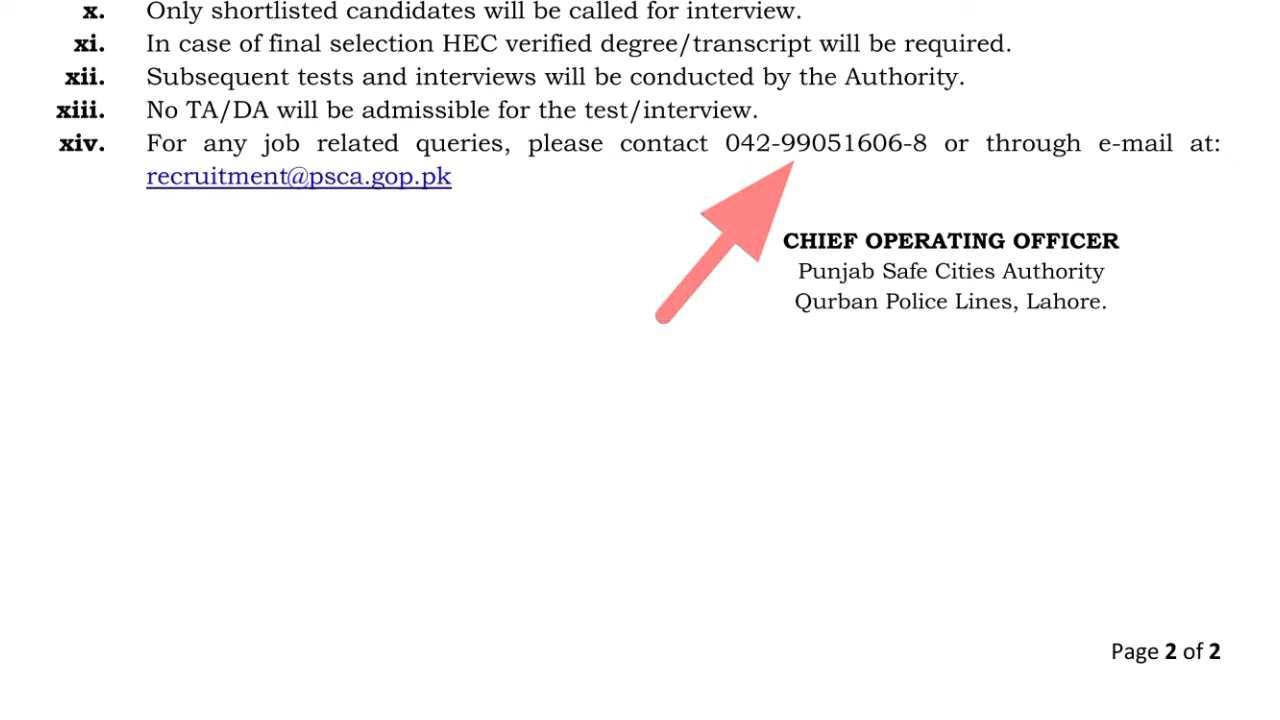 x. Only shortlisted candidates will be called for interview.
xi. In case of final selection HEC verified degree/transcript will be required.
xii. Subsequent tests and interviews will be conducted by the Authority.
xiii. No TA/DA will be admissible for the test/interview.
xiv. For any job related queries, please contact 042-99051606-8 or through e-mail at:
recruitment@psca.gop.pk
CHIEF OPERATING OFFICER
Punjab Safe Cities Authority
Qurban Police Lines, Lahore.
Page 2 of 2